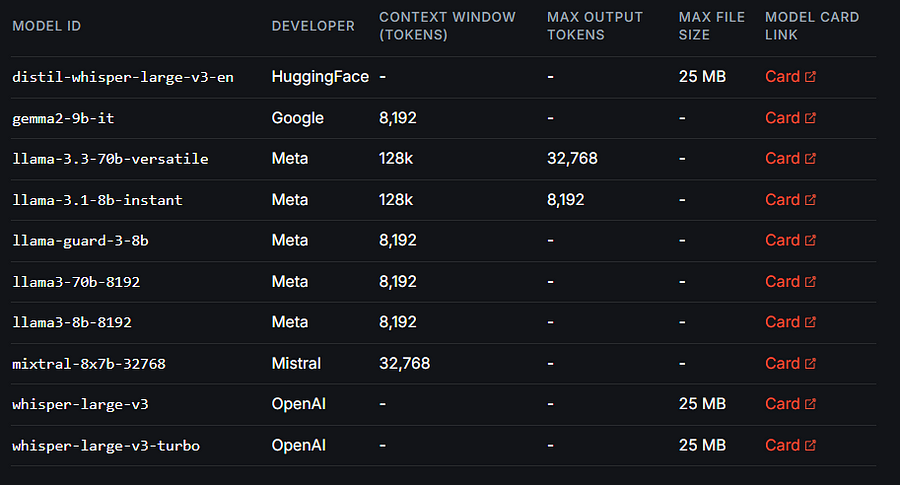 MODEL ID DEVELOPER CONTEXT WINDOW (TOKENS) MAX OUTPUT TOKENS MAX FILE SIZE MODEL CARD LINK
distil-whisper-large-v3-en HuggingFace - - 25 MB Card
gemma2-9b-it Google 8,192 - - Card
llama-3.3-70b-versatile Meta 128k 32,768 - Card
llama-3.1-8b-instant Meta 128k 8,192 - Card
llama-guard-3-8b Meta 8,192 - - Card
llama3-70b-8192 Meta 8,192 - - Card
llama3-8b-8192 Meta 8,192 - - Card
mixtral-8x7b-32768 Mistral 32,768 - - Card
whisper-large-v3 OpenAI - - 25 MB Card
whisper-large-v3-turbo OpenAI - - 25 MB Card